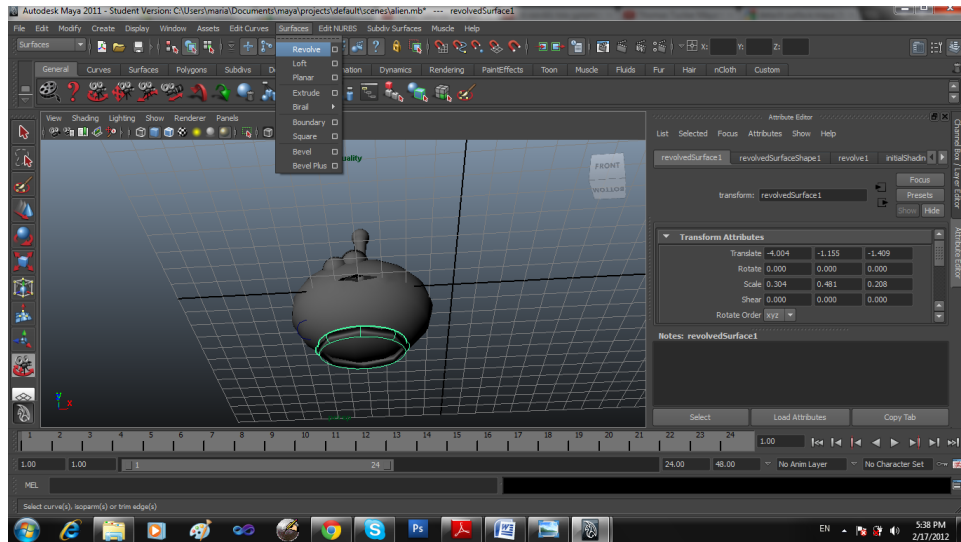 Autodesk Maya 2011 - Student Version: C:\Users\maria\Documents\maya\projects\default\scenes\alien.mb* --- revolvedSurface1
File Edit Modify Create Display Window Assets Edit Curves Surfaces Edit NURBS Subdiv Surfaces Muscle Help
Surfaces X: Y: Z:
Revolve
Loft
Planar
Extrude
Birail
Boundary
Square
Bevel
Bevel Plus
General Curves Surfaces Polygons Subdivs Dynamics Rendering PaintEffects Toon Muscle Fluids Fur Hair nCloth Custom
View Shading Lighting Show Renderer Panels
FRONT
BOTTOM
Attribute Editor
List Selected Focus Attributes Show Help
revolvedSurface1 revolvedSurfaceShape1 revolve1 initialShadin
Focus
transform: revolvedSurface1 Presets
Show Hide
Transform Attributes
Translate -4.004 -1.155 -1.409
Rotate 0.000 0.000 0.000
Scale 0.304 0.481 0.208
Shear 0.000 0.000 0.000
Rotate Order xyz
Notes: revolvedSurface1
Select Load Attributes Copy Tab
Channel Box / Layer Editor
Attribute Editor
y
x
1 2 3 4 5 6 7 8 9 10 11 12 13 14 15 16 17 18 19 20 21 22 23 24 1.00
1.00 1.00 1 24 24.00 48.00 No Anim Layer No Character Set
MEL
Select curve(s), isoparm(s) or trim edge(s)
Ps
EN 5:38 PM
2/17/2012